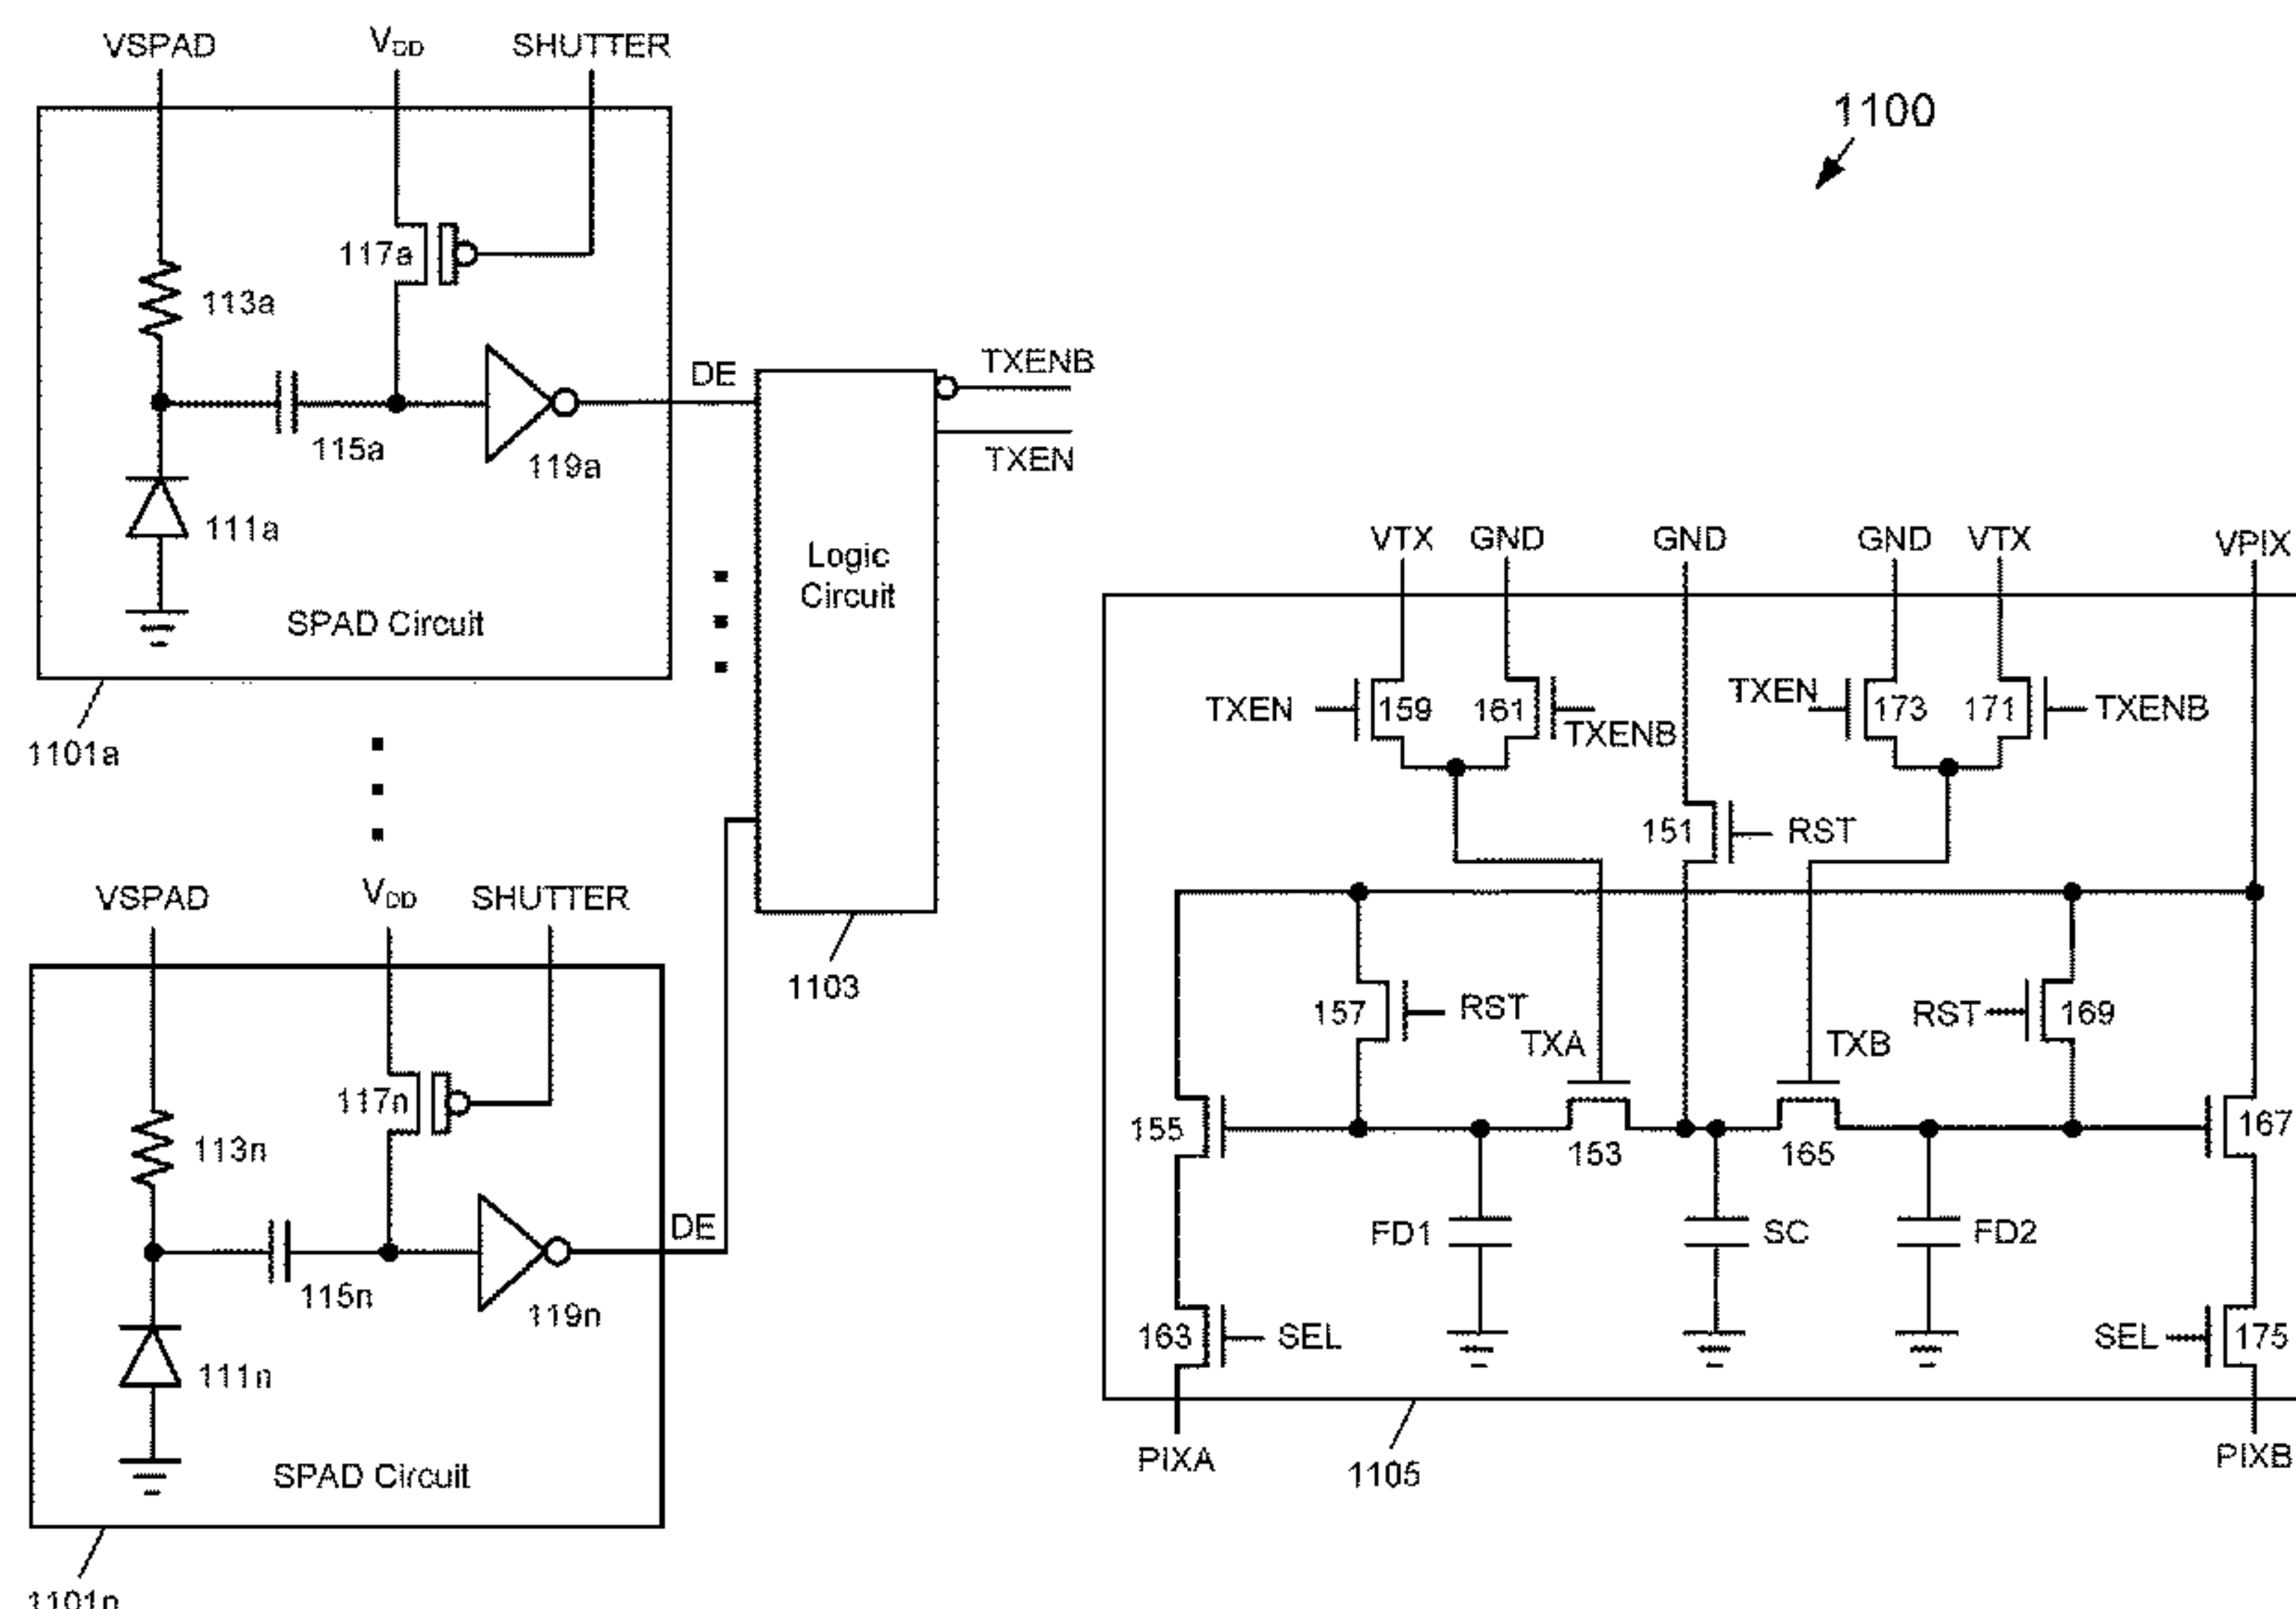 VSPAD
VDD
SHUTTER
1100
117a
113a
DE
TXENB
TXEN
115a
119a
111a
Logic
Circuit
SPAD Circuit
1101a
VTX
GND
GND
GND
VTX
VPIX
TXEN
159
161
TXENB
TXEN
173
171
TXENB
151
RST
VSPAD
VDD
SHUTTER
1103
157
RST
RST
169
TXA
TXB
117n
113n
155
153
165
167
DE
FD1
SC
FD2
115n
119n
163
SEL
SEL
175
111n
SPAD Circuit
PIXA
1105
PIXB
1101n